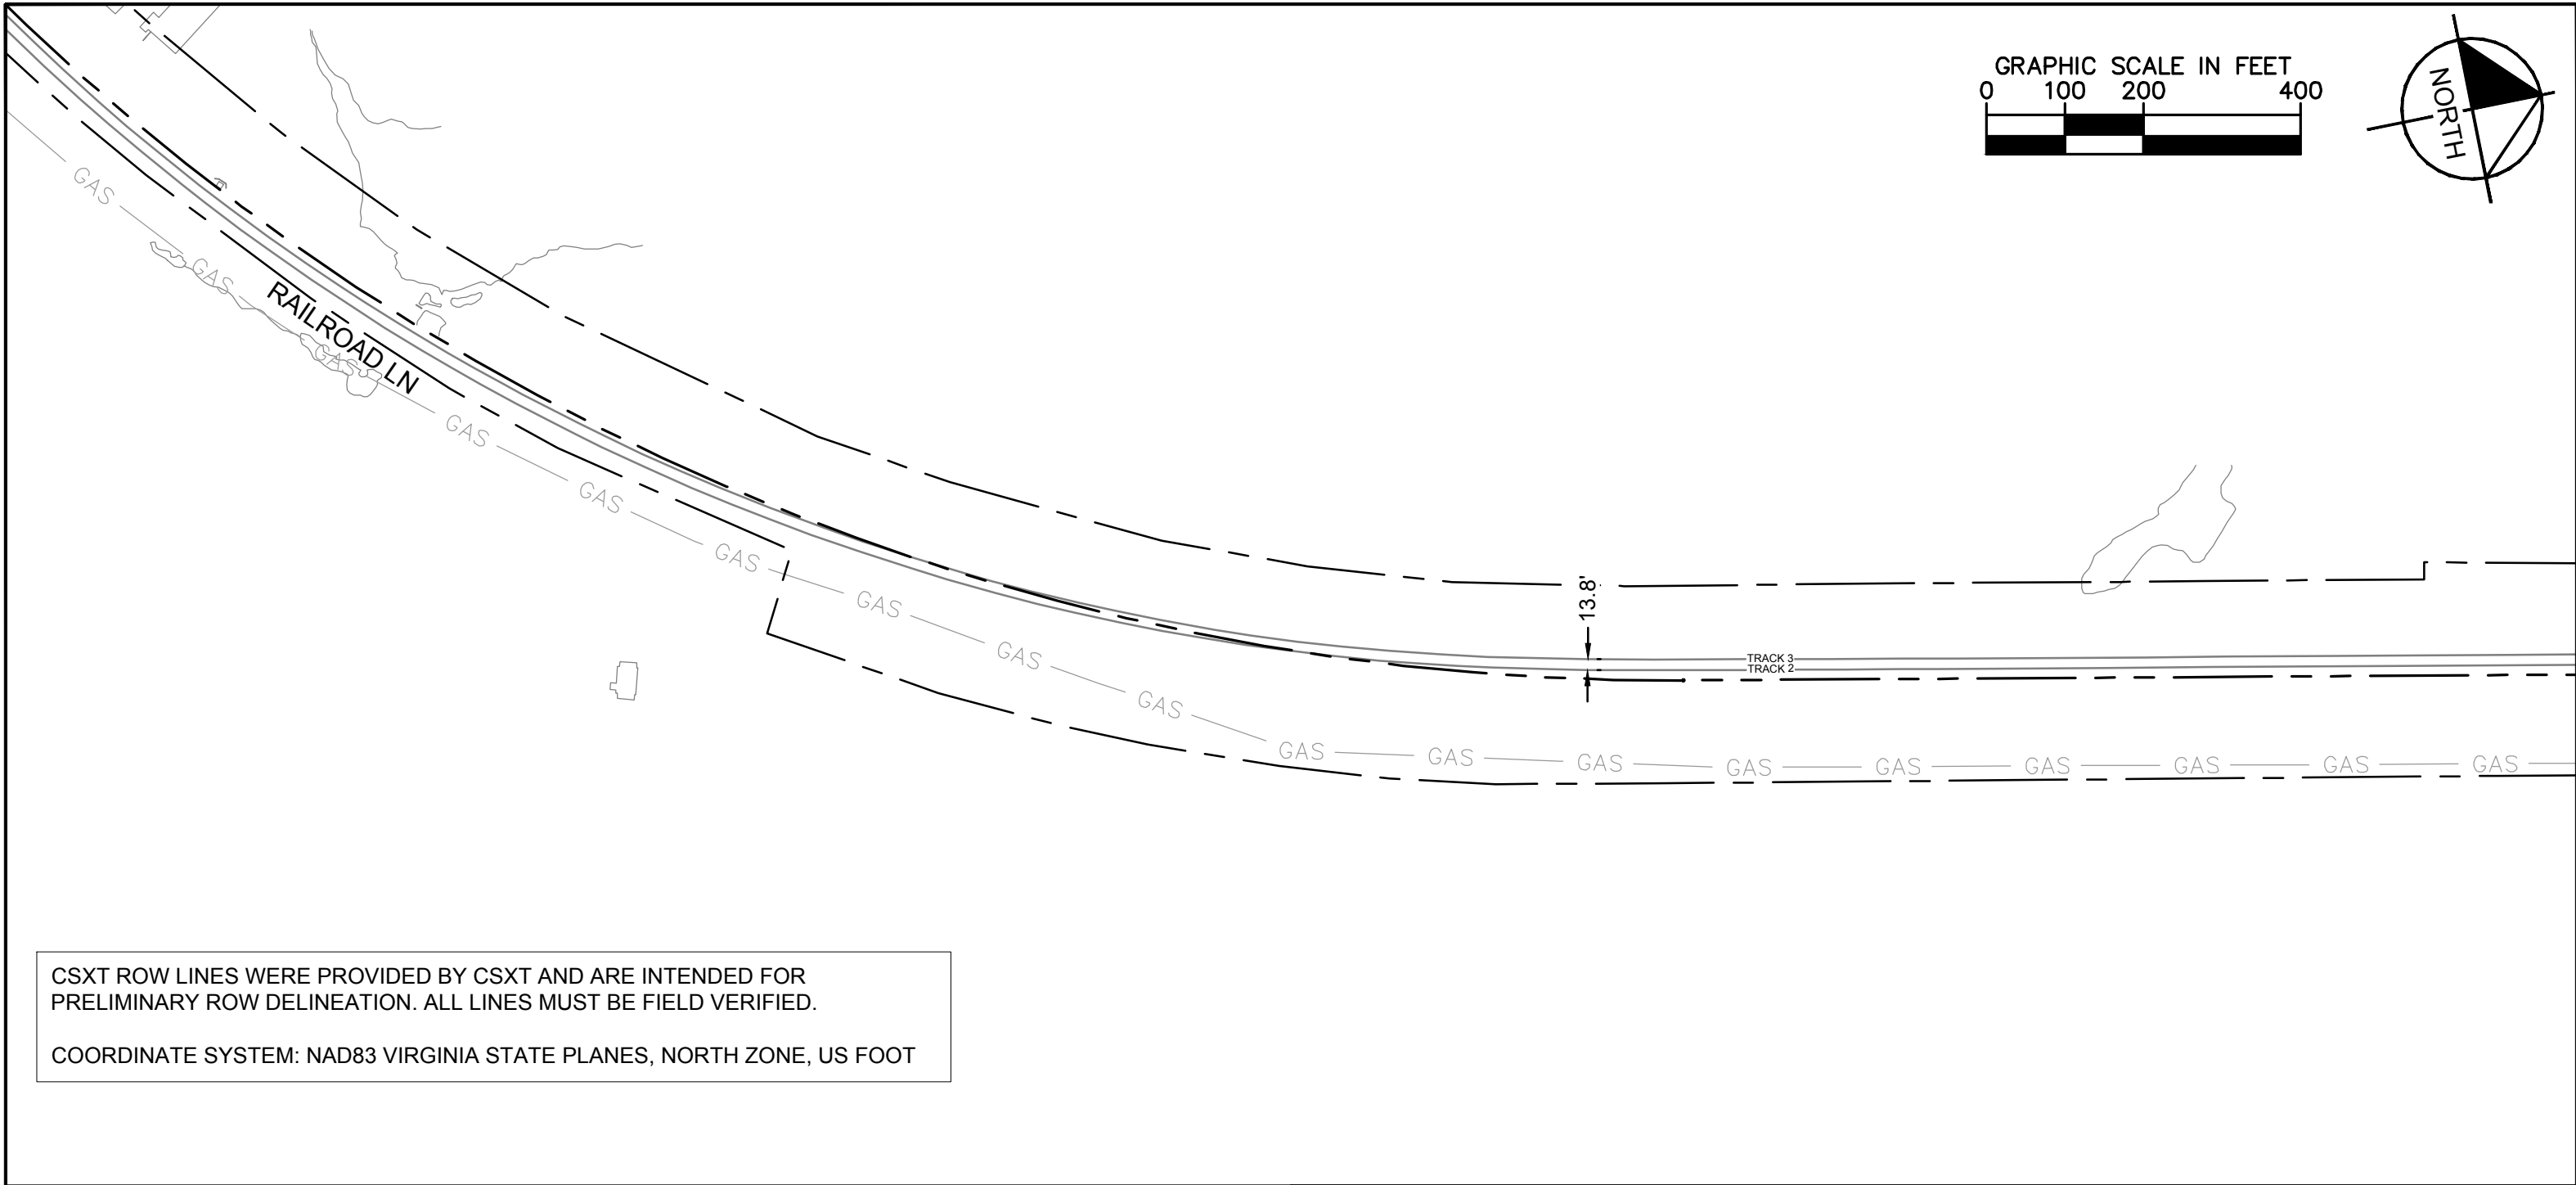 GRAPHIC SCALE IN FEET
0 100 200 400
NORTH
GAS
GAS
RAILROAD LN
GAS
GAS
GAS
GAS
GAS
GAS
GAS
13.8'
TRACK 3
TRACK 2
GAS
GAS
GAS
GAS
GAS
GAS
GAS
GAS
GAS
CSXT ROW LINES WERE PROVIDED BY CSXT AND ARE INTENDED FOR
PRELIMINARY ROW DELINEATION. ALL LINES MUST BE FIELD VERIFIED.
COORDINATE SYSTEM: NAD83 VIRGINIA STATE PLANES, NORTH ZONE, US FOOT